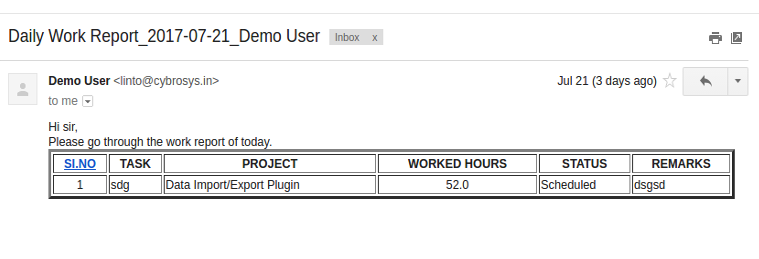 Daily Work Report_2017-07-21_Demo User Inbox x
Demo User <linto@cybrosys.in> Jul 21 (3 days ago)
to me
Hi sir,
Please go through the work report of today.
SI.NO TASK PROJECT WORKED HOURS STATUS REMARKS
1 sdg Data Import/Export Plugin 52.0 Scheduled dsgsd